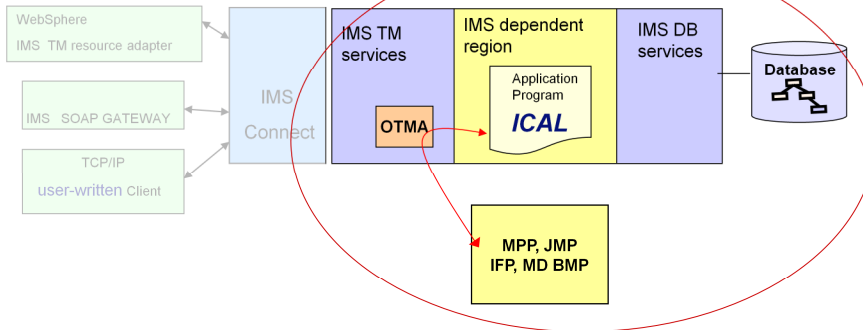 WebSphere
IMS TM resource adapter
IMS SOAP GATEWAY
TCP/IP
user-written Client
IMS
Connect
IMS TM
services
OTMA
IMS dependent
region
Application
Program
ICAL
IMS DB
services
Database
MPP, JMP
IFP, MD BMP